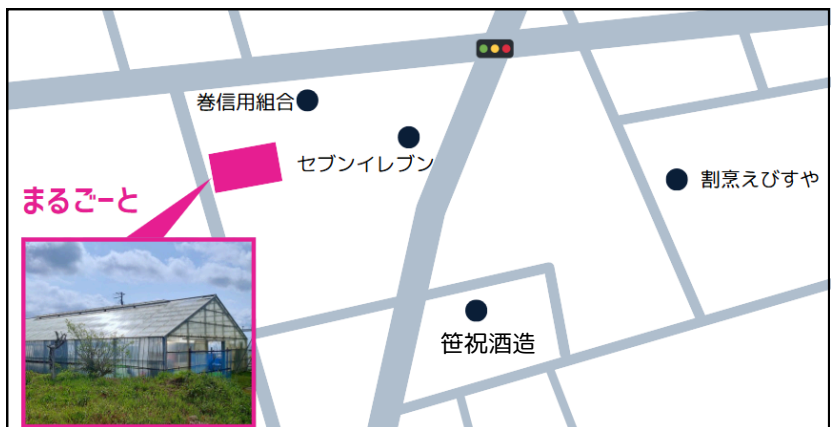 巻信用組合
セブンイレブン
まるごーと
割烹えびすや
笹祝酒造